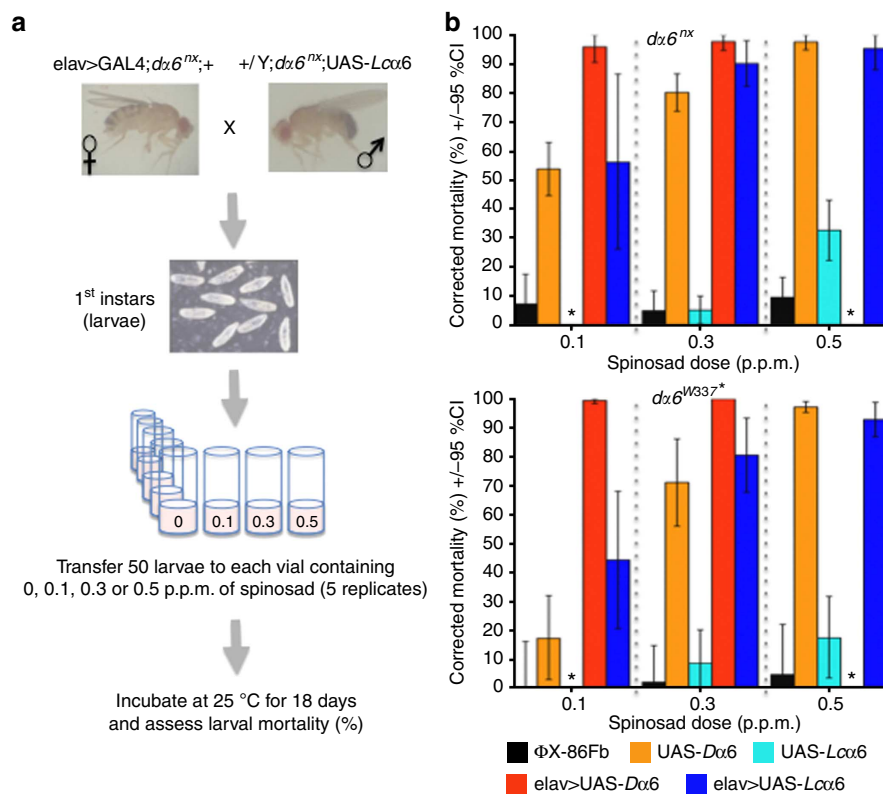 a
elav>GAL4;dα6ⁿˣ;+ +/Y;dα6ⁿˣ;UAS-Lcα6
♀ X ♂
1st instars
(larvae)
0 0.1 0.3 0.5
Transfer 50 larvae to each vial containing
0, 0.1, 0.3 or 0.5 p.p.m. of spinosad (5 replicates)
Incubate at 25 °C for 18 days
and assess larval mortality (%)
b
dα6ⁿˣ
Corrected mortality (%) +/−95 %CI
100
90
80
70
60
50
40
30
20
10
0
* *
0.1 0.3 0.5
Spinosad dose (p.p.m.)
dα6W337*
Corrected mortality (%) +/−95 %CI
100
90
80
70
60
50
40
30
20
10
0
* *
0.1 0.3 0.5
Spinosad dose (p.p.m.)
ΦX-86Fb UAS-Dα6 UAS-Lcα6
elav>UAS-Dα6 elav>UAS-Lcα6